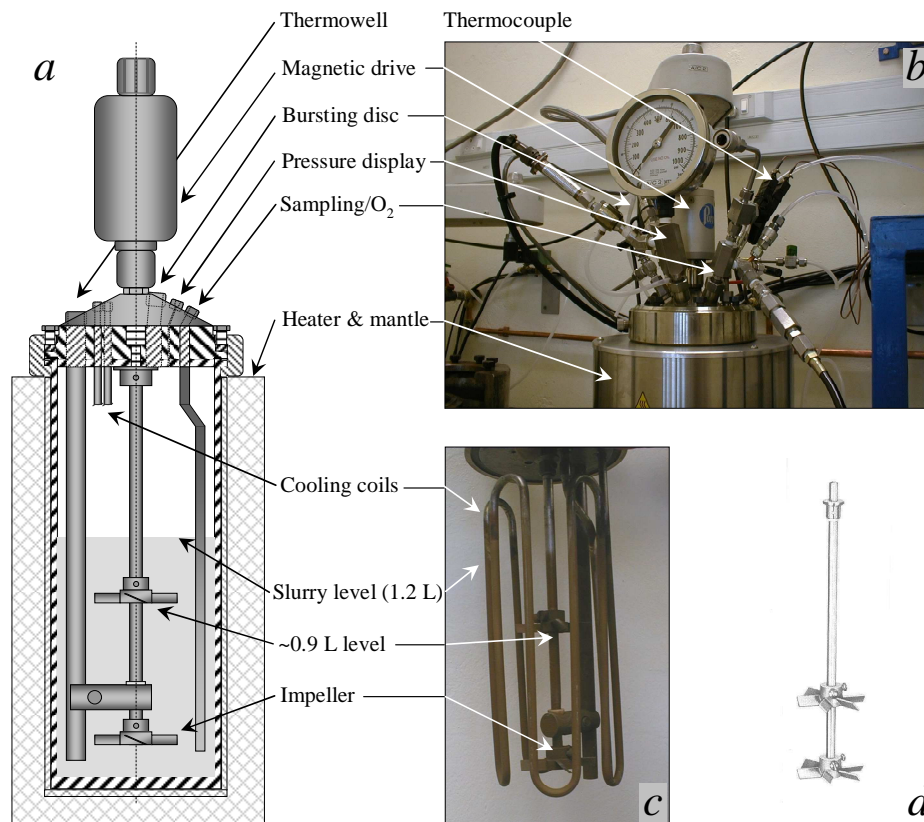 Thermowell
Thermocouple
a
b
Magnetic drive
Bursting disc
Pressure display
Sampling/O₂
Heater & mantle
Cooling coils
Slurry level (1.2 L)
~0.9 L level
Impeller
c
d